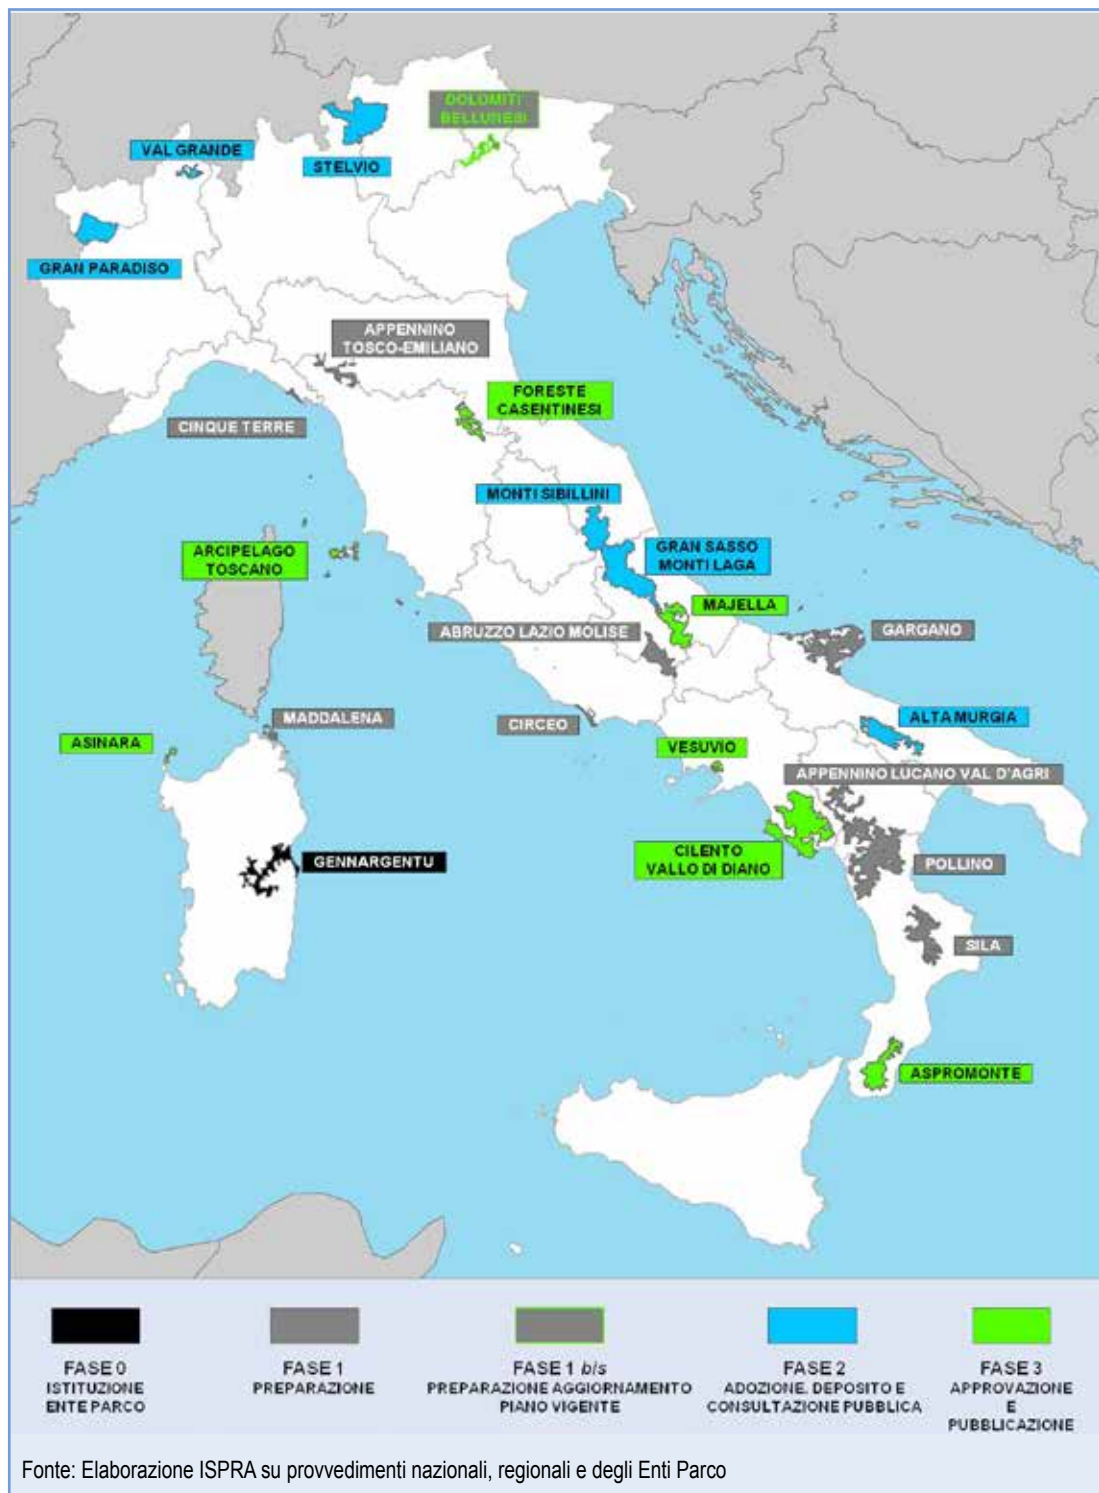 DOLOMITI
BELLUNESI
VAL GRANDE
STELVIO
GRAN PARADISO
APPENNINO
TOSCO-EMILIANO
FORESTE
CASENTINESI
CINQUE TERRE
MONTI SIBILLINI
GRAN SASSO
MONTI LAGA
ARCIPELAGO
TOSCANO
MAJELLA
ABRUZZO LAZIO MOLISE
GARGANO
MADDALENA
CIRCEO
ALTA MURGIA
ASINARA
VESUVIO
APPENNINO LUCANO VAL D'AGRI
GENNARGENTU
CILENTO
VALLO DI DIANO
POLLINO
SILA
ASPROMONTE
FASE 0
ISTITUZIONE
ENTE PARCO
FASE 1
PREPARAZIONE
FASE 1 bis
PREPARAZIONE AGGIORNAMENTO
PIANO VIGENTE
FASE 2
ADOZIONE, DEPOSITO E
CONSULTAZIONE PUBBLICA
FASE 3
APPROVAZIONE
E
PUBBLICAZIONE
Fonte: Elaborazione ISPRA su provvedimenti nazionali, regionali e degli Enti Parco